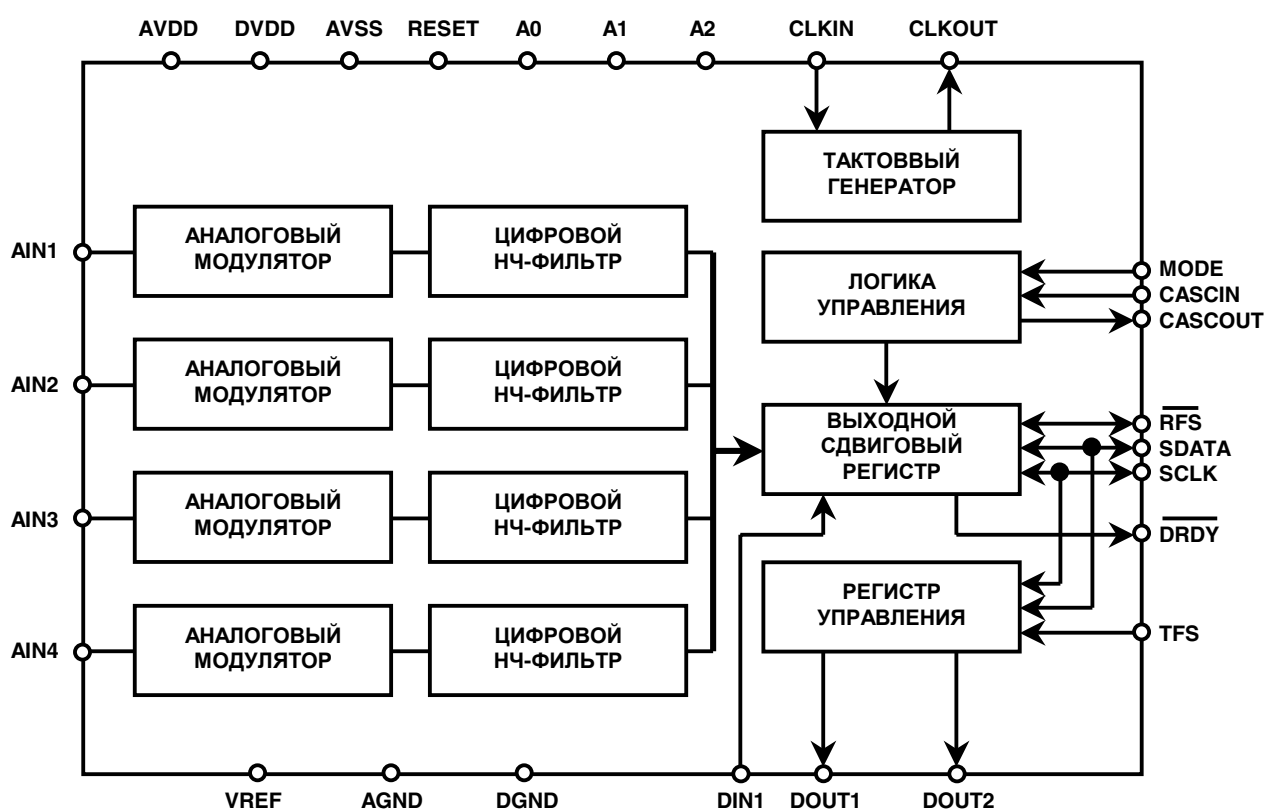 AVDD DVDD AVSS RESET A0 A1 A2 CLKIN CLKOUT
ТАКТОВВЫЙ
ГЕНЕРАТОР
AIN1
АНАЛОГОВЫЙ
МОДУЛЯТОР
ЦИФРОВОЙ
НЧ-ФИЛЬТР
ЛОГИКА
УПРАВЛЕНИЯ
MODE
CASCIN
CASCOUT
AIN2
АНАЛОГОВЫЙ
МОДУЛЯТОР
ЦИФРОВОЙ
НЧ-ФИЛЬТР
ВЫХОДНОЙ
СДВИГОВЫЙ
РЕГИСТР
RFS
SDATA
SCLK
DRDY
AIN3
АНАЛОГОВЫЙ
МОДУЛЯТОР
ЦИФРОВОЙ
НЧ-ФИЛЬТР
РЕГИСТР
УПРАВЛЕНИЯ
TFS
AIN4
АНАЛОГОВЫЙ
МОДУЛЯТОР
ЦИФРОВОЙ
НЧ-ФИЛЬТР
VREF AGND DGND DIN1 DOUT1 DOUT2